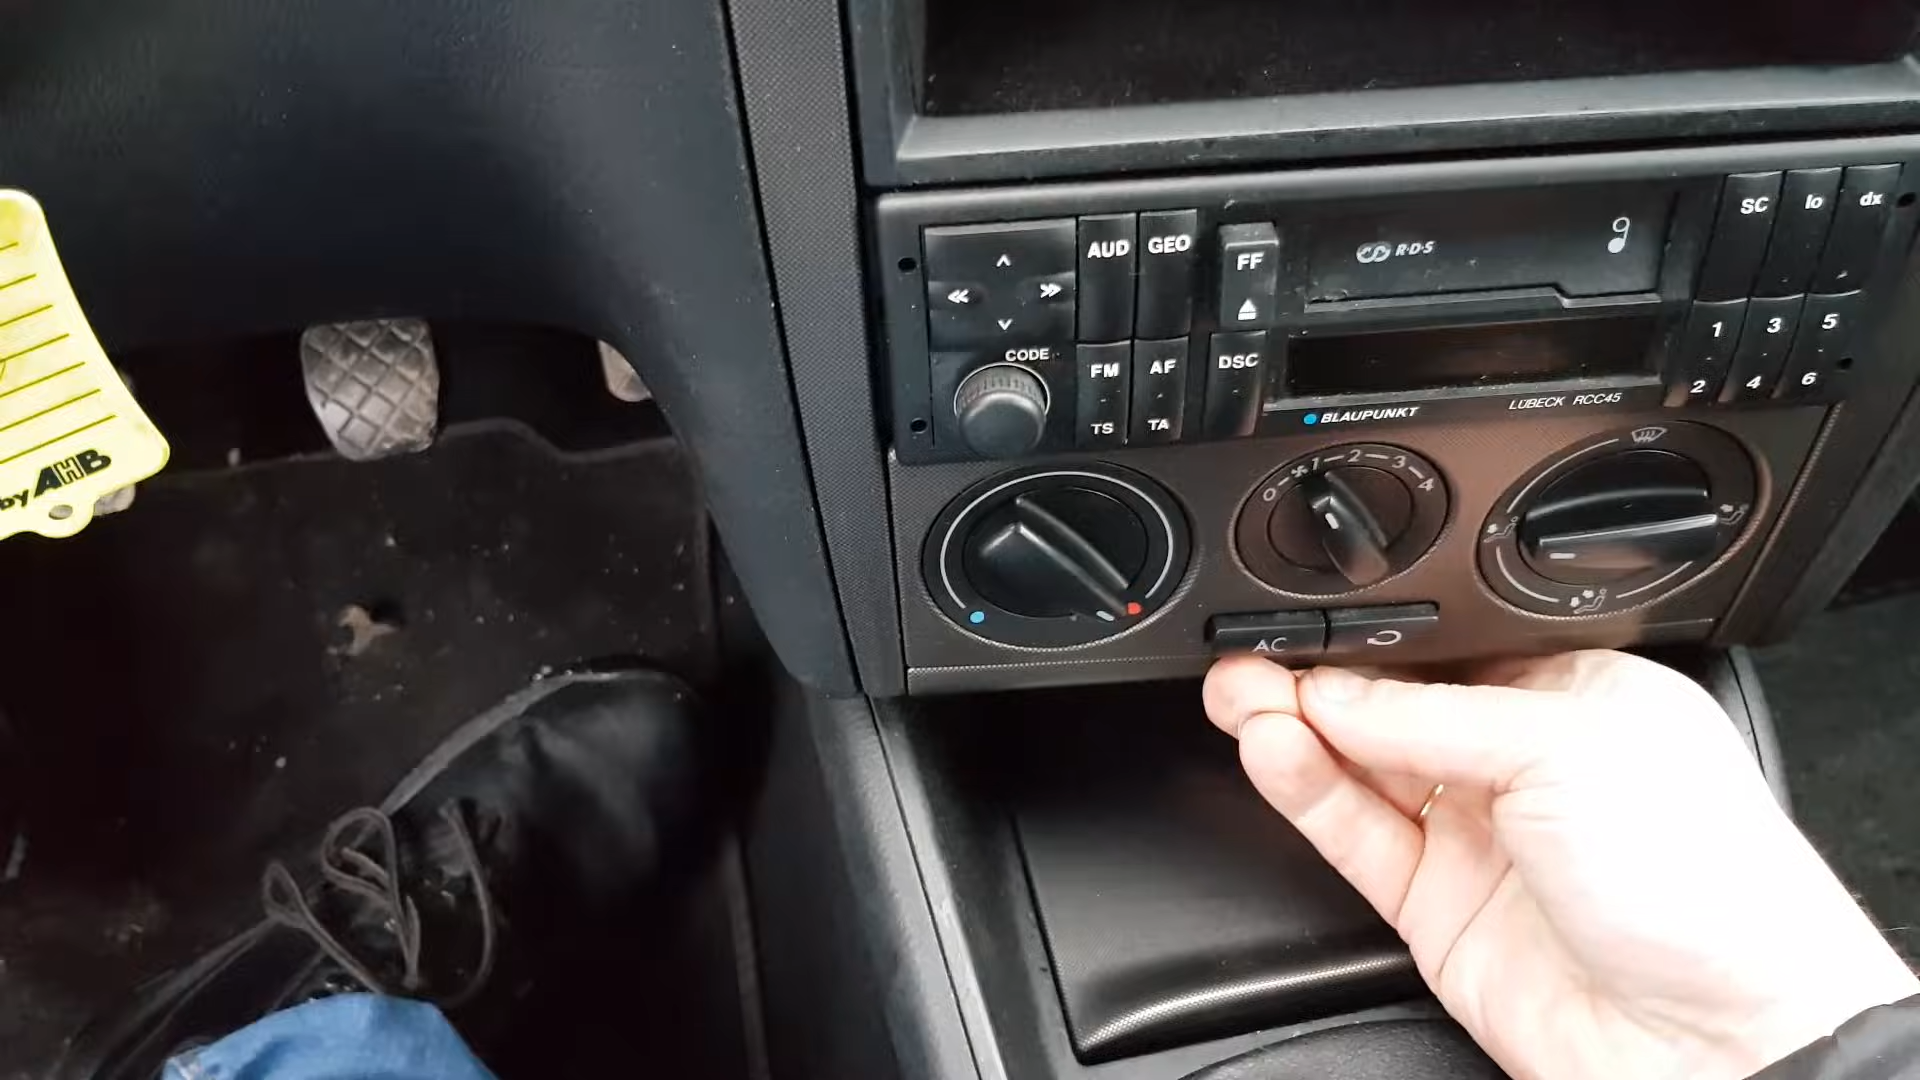 by AHB
AUD
GEO
FF
R·D·S
SC
lo
dx
CODE
FM
AF
DSC
1
3
5
TS
TA
2
4
6
BLAUPUNKT
LÜBECK RCC45
0
1
2
3
4
AC